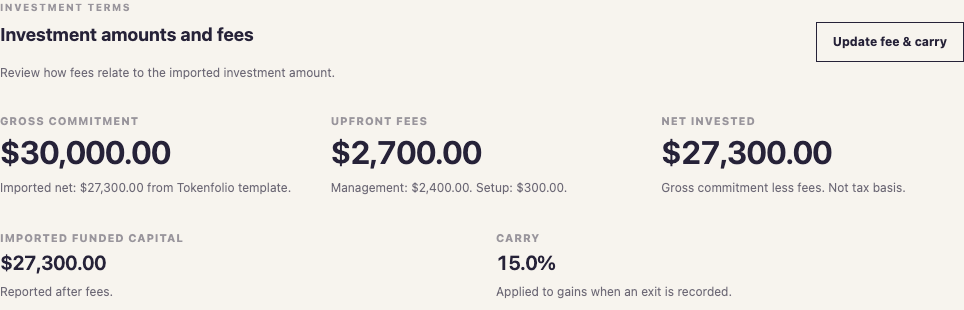 INVESTMENT TERMS
Investment amounts and fees
Update fee & carry
Review how fees relate to the imported investment amount.
GROSS COMMITMENT
$30,000.00
Imported net: $27,300.00 from Tokenfolio template.
UPFRONT FEES
$2,700.00
Management: $2,400.00. Setup: $300.00.
NET INVESTED
$27,300.00
Gross commitment less fees. Not tax basis.
IMPORTED FUNDED CAPITAL
$27,300.00
Reported after fees.
CARRY
15.0%
Applied to gains when an exit is recorded.